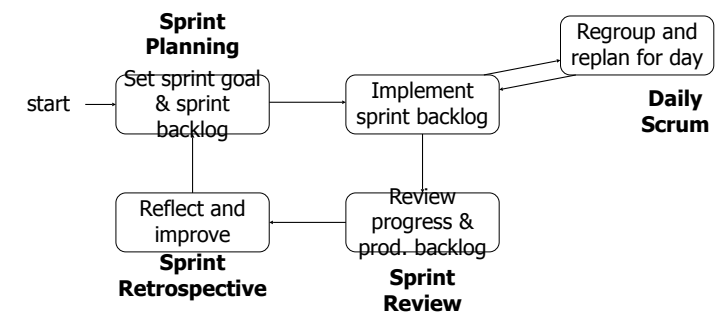 Sprint
Planning
Set sprint goal
& sprint
backlog
start
Implement
sprint backlog
Regroup and
replan for day
Daily
Scrum
Reflect and
improve
Sprint
Retrospective
Review
progress &
prod. backlog
Sprint
Review